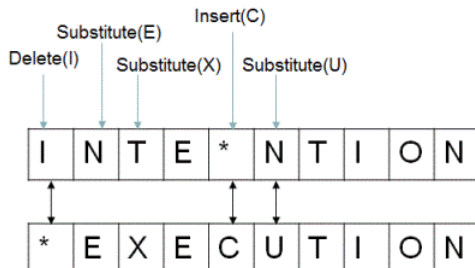 Insert(C)
Substitute(E)
Delete(I)
Substitute(X)
Substitute(U)
I N T E * N T I O N
* E X E C U T I O N